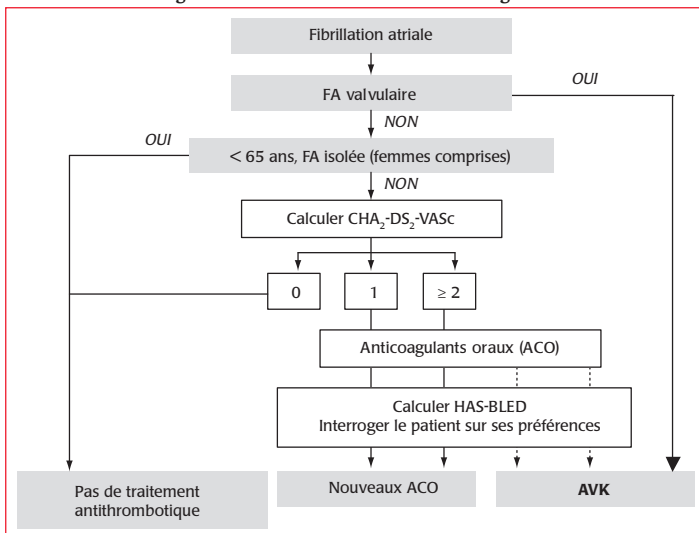 Fibrillation atriale
OUI
FA valvulaire
NON
OUI
< 65 ans, FA isolée (femmes comprises)
NON
Calculer CHA₂-DS₂-VASc
0
1
≥ 2
Anticoagulants oraux (ACO)
Calculer HAS-BLED
Interroger le patient sur ses préférences
Pas de traitement
antithrombotique
Nouveaux ACO
AVK